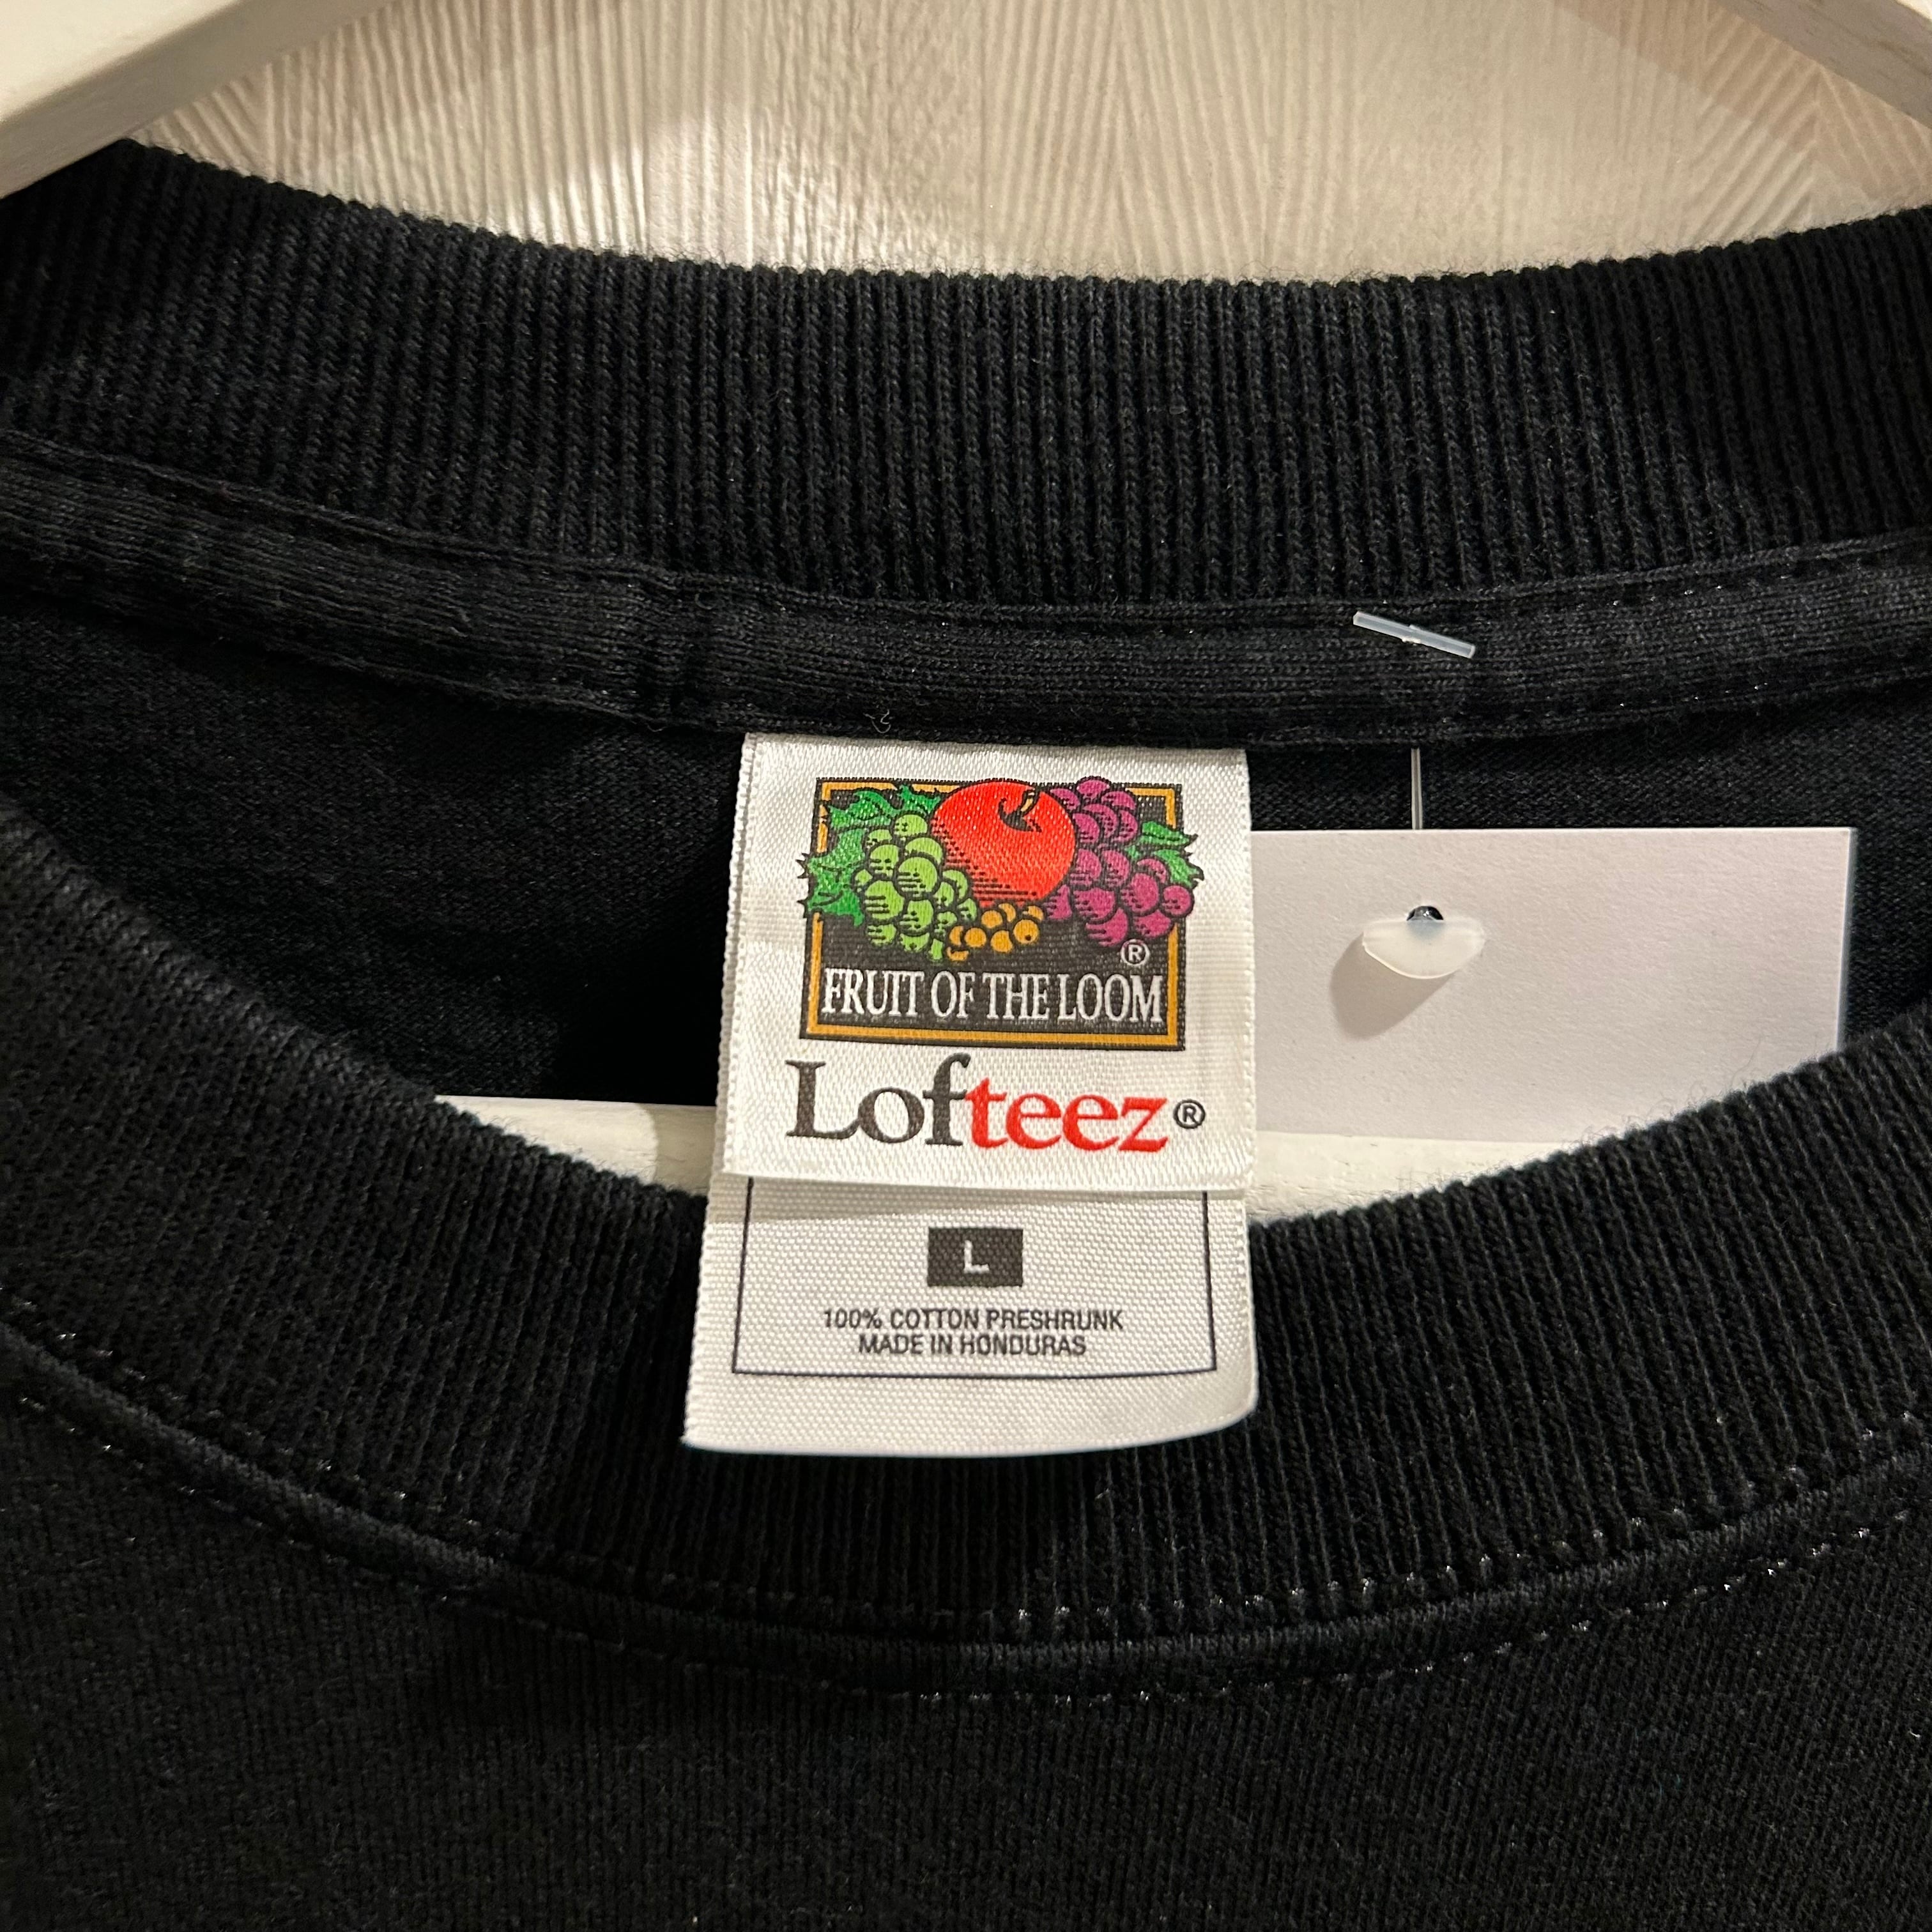 ®
FRUIT OF THE LOOM
Lofteez®
L
100% COTTON PRESHRUNK
MADE IN HONDURAS